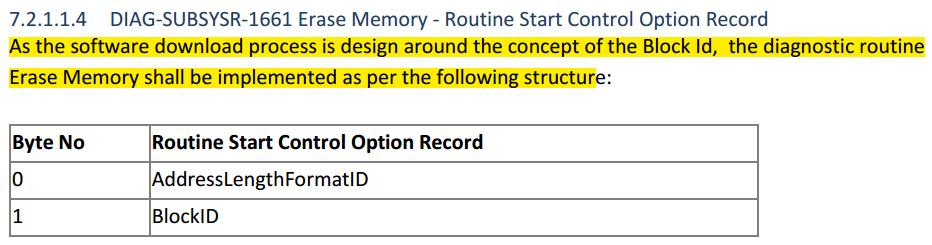 7.2.1.1.4 DIAG-SUBSYSR-1661 Erase Memory - Routine Start Control Option Record
As the software download process is design around the concept of the Block Id, the diagnostic routine
Erase Memory shall be implemented as per the following structure:
Byte No Routine Start Control Option Record
0 AddressLengthFormatID
1 BlockID